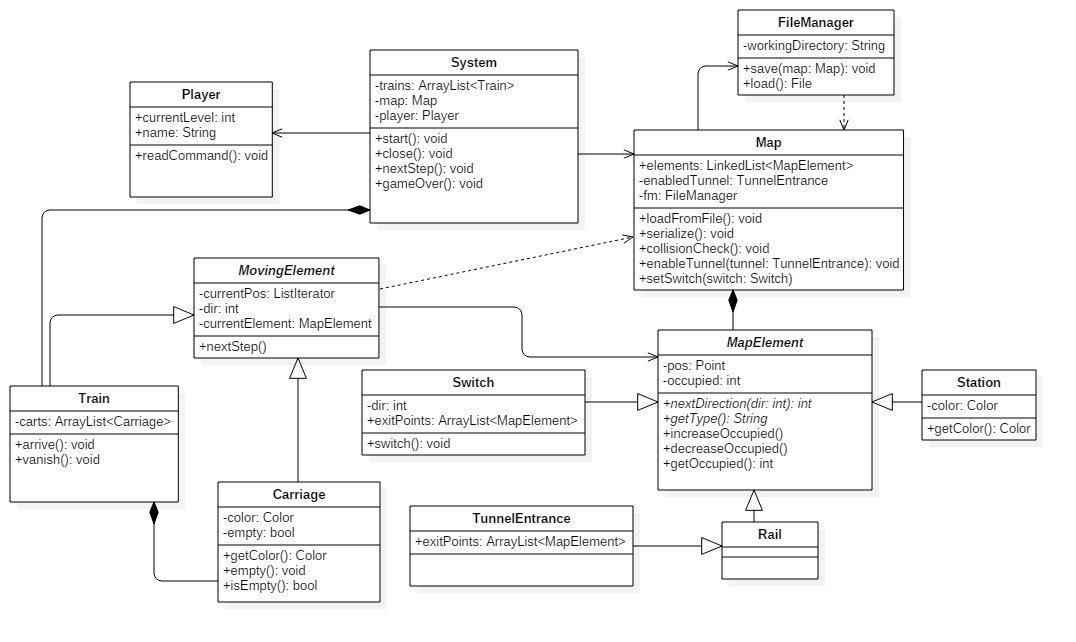 FileManager
-workingDirectory: String
+save(map: Map): void
+load(): File
System
-trains: ArrayList<Train>
-map: Map
-player: Player
+start(): void
+close(): void
+nextStep(): void
+gameOver(): void
Player
+currentLevel: int
+name: String
+readCommand(): void
Map
+elements: LinkedList<MapElement>
-enabledTunnel: TunnelEntrance
-fm: FileManager
+loadFromFile(): void
+serialize(): void
+collisionCheck(): void
+enableTunnel(tunnel: TunnelEntrance): void
+setSwitch(switch: Switch)
MovingElement
-currentPos: ListIterator
-dir: int
-currentElement: MapElement
+nextStep()
MapElement
-pos: Point
-occupied: int
+nextDirection(dir: int): int
+getType(): String
+increaseOccupied()
+decreaseOccupied()
+getOccupied(): int
Switch
-dir: int
+exitPoints: ArrayList<MapElement>
+switch(): void
Station
-color: Color
+getColor(): Color
Train
-carts: ArrayList<Carriage>
+arrive(): void
+vanish(): void
Carriage
-color: Color
-empty: bool
+getColor(): Color
+empty(): void
+isEmpty(): bool
TunnelEntrance
+exitPoints: ArrayList<MapElement>
Rail